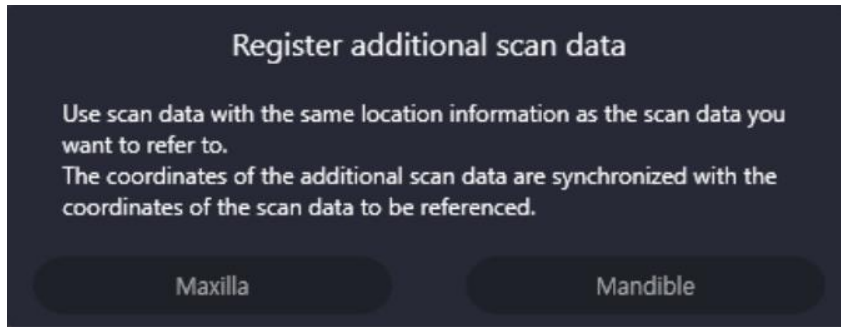 Register additional scan data
Use scan data with the same location information as the scan data you
want to refer to.
The coordinates of the additional scan data are synchronized with the
coordinates of the scan data to be referenced.
Maxilla
Mandible